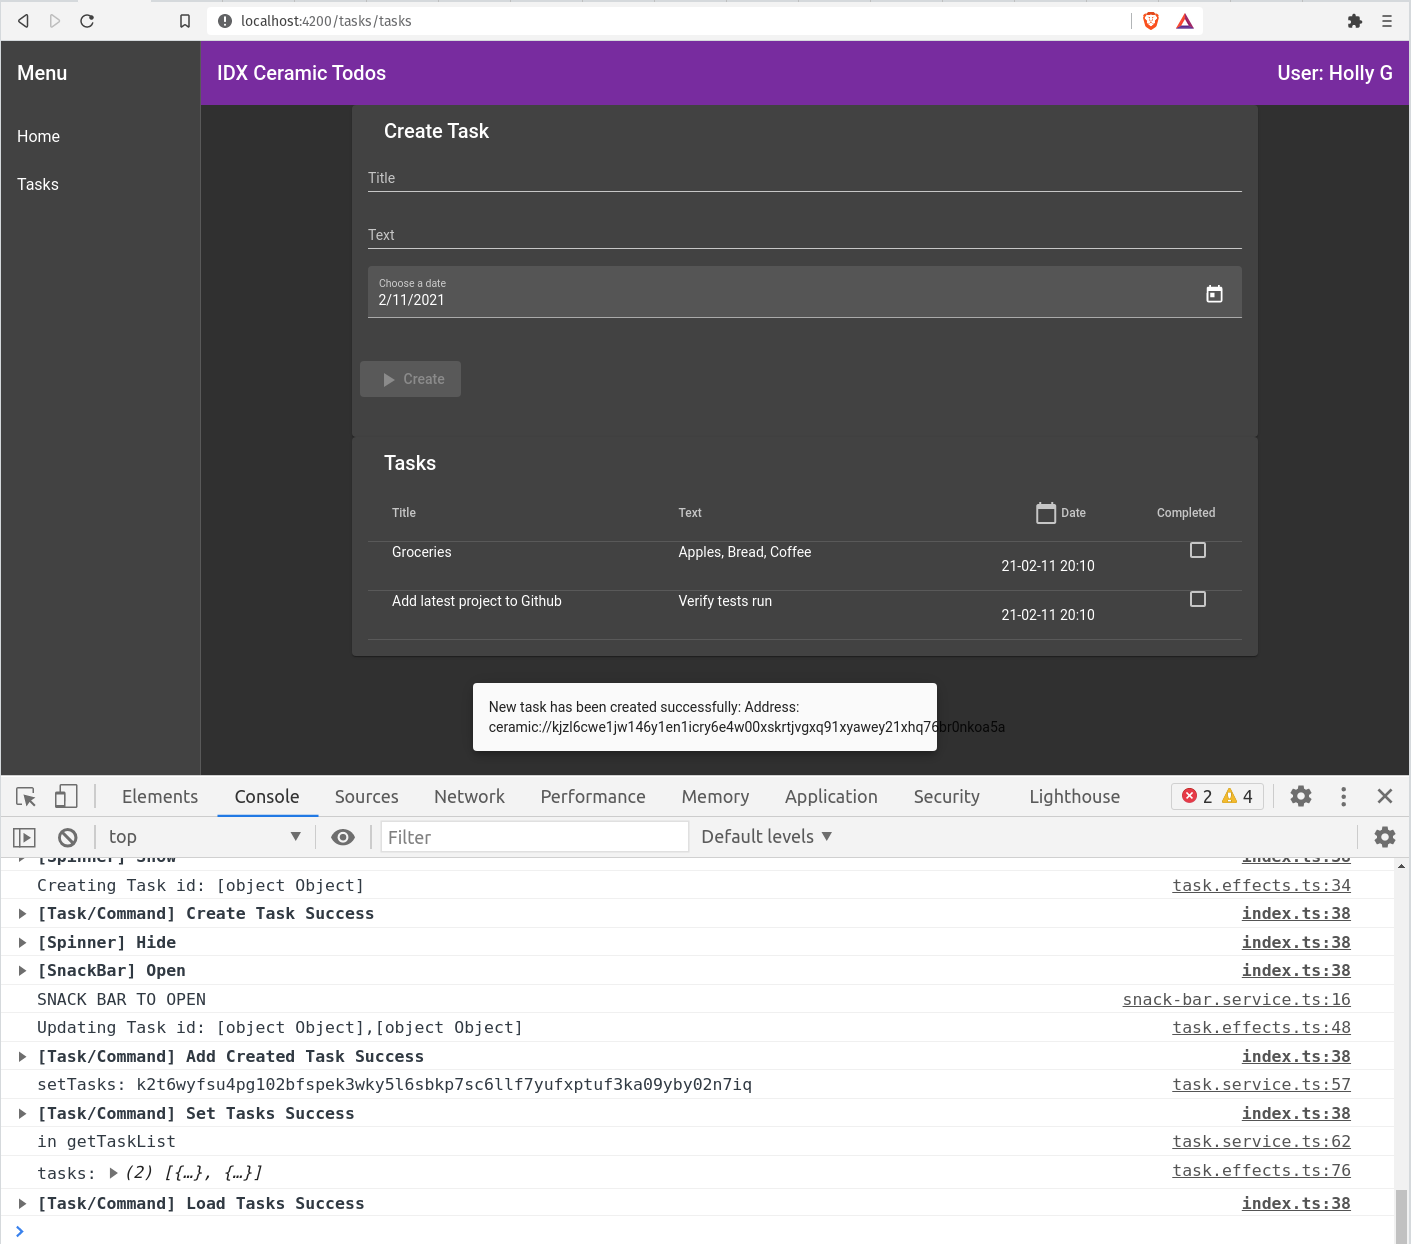 localhost:4200/tasks/tasks
Menu
IDX Ceramic Todos
User: Holly G
Home
Tasks
Create Task
Title
Text
Choose a date
2/11/2021
Create
Tasks
Title Text Date Completed
Groceries Apples, Bread, Coffee 21-02-11 20:10
Add latest project to Github Verify tests run 21-02-11 20:10
New task has been created successfully: Address:
ceramic://kjzl6cwe1jw146y1en1icry6e4w00xskrtjvgxq91xyawey21xhq76br0nkoa5a
Elements Console Sources Network Performance Memory Application Security Lighthouse 2 4
top Filter Default levels
[Spinner] Show index.ts:38
Creating Task id: [object Object] task.effects.ts:34
[Task/Command] Create Task Success index.ts:38
[Spinner] Hide index.ts:38
[SnackBar] Open index.ts:38
SNACK BAR TO OPEN snack-bar.service.ts:16
Updating Task id: [object Object],[object Object] task.effects.ts:48
[Task/Command] Add Created Task Success index.ts:38
setTasks: k2t6wyfsu4pg102bfspek3wky5l6sbkp7sc6llf7yufxptuf3ka09yby02n7iq task.service.ts:57
[Task/Command] Set Tasks Success index.ts:38
in getTaskList task.service.ts:62
tasks: (2) [{…}, {…}] task.effects.ts:76
[Task/Command] Load Tasks Success index.ts:38